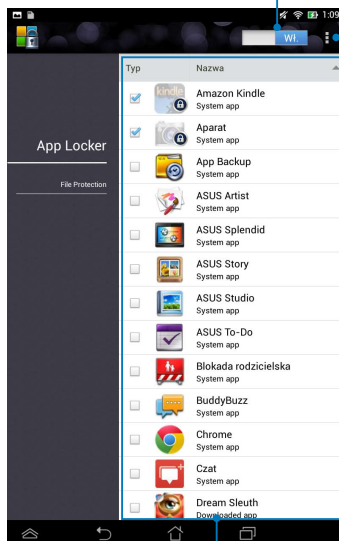 1:09
Wł.
Typ Nazwa
kindle
Amazon Kindle
System app
Aparat
System app
App Locker
App Backup
System app
File Protection
ASUS Artist
System app
ASUS Splendid
System app
ASUS Story
System app
ASUS Studio
System app
ASUS To-Do
System app
Blokada rodzicielska
System app
BuddyBuzz
System app
Chrome
System app
Czat
System app
Dream Sleuth
Downloaded app